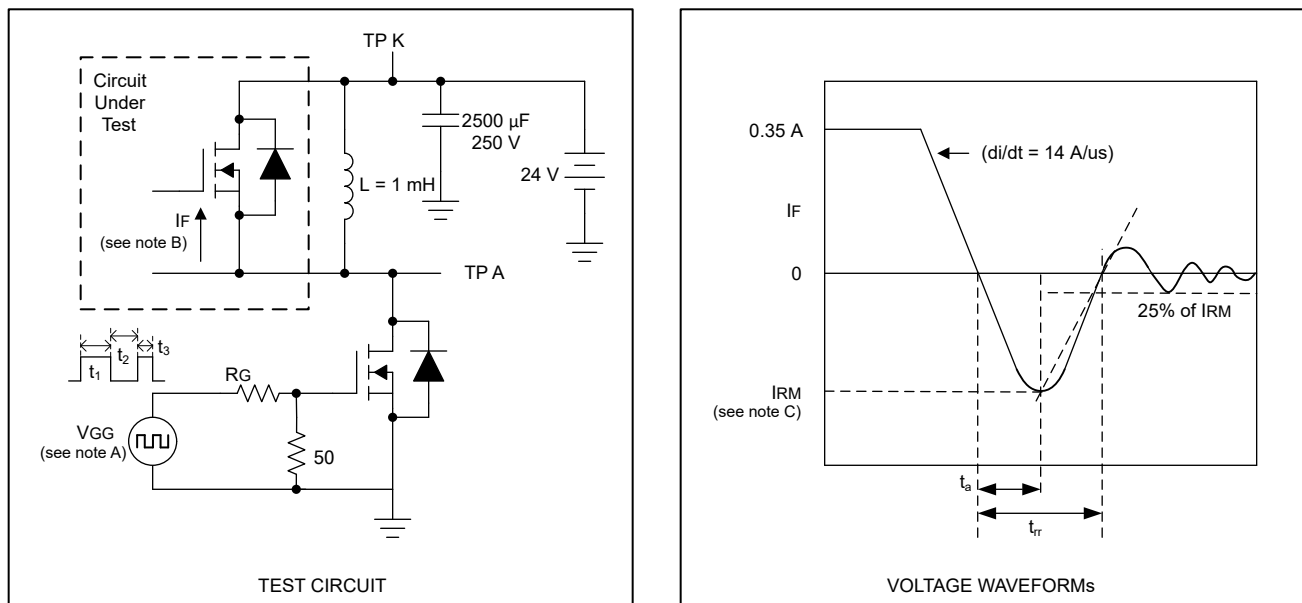 TP K
Circuit
Under
Test
2500 µF
250 V
24 V
L = 1 mH
IF
(see note B)
TP A
t1
t2
t3
RG
VGG
(see note A)
50
TEST CIRCUIT
0.35 A
(di/dt = 14 A/us)
IF
0
25% of IRM
IRM
(see note C)
ta
trr
VOLTAGE WAVEFORMs